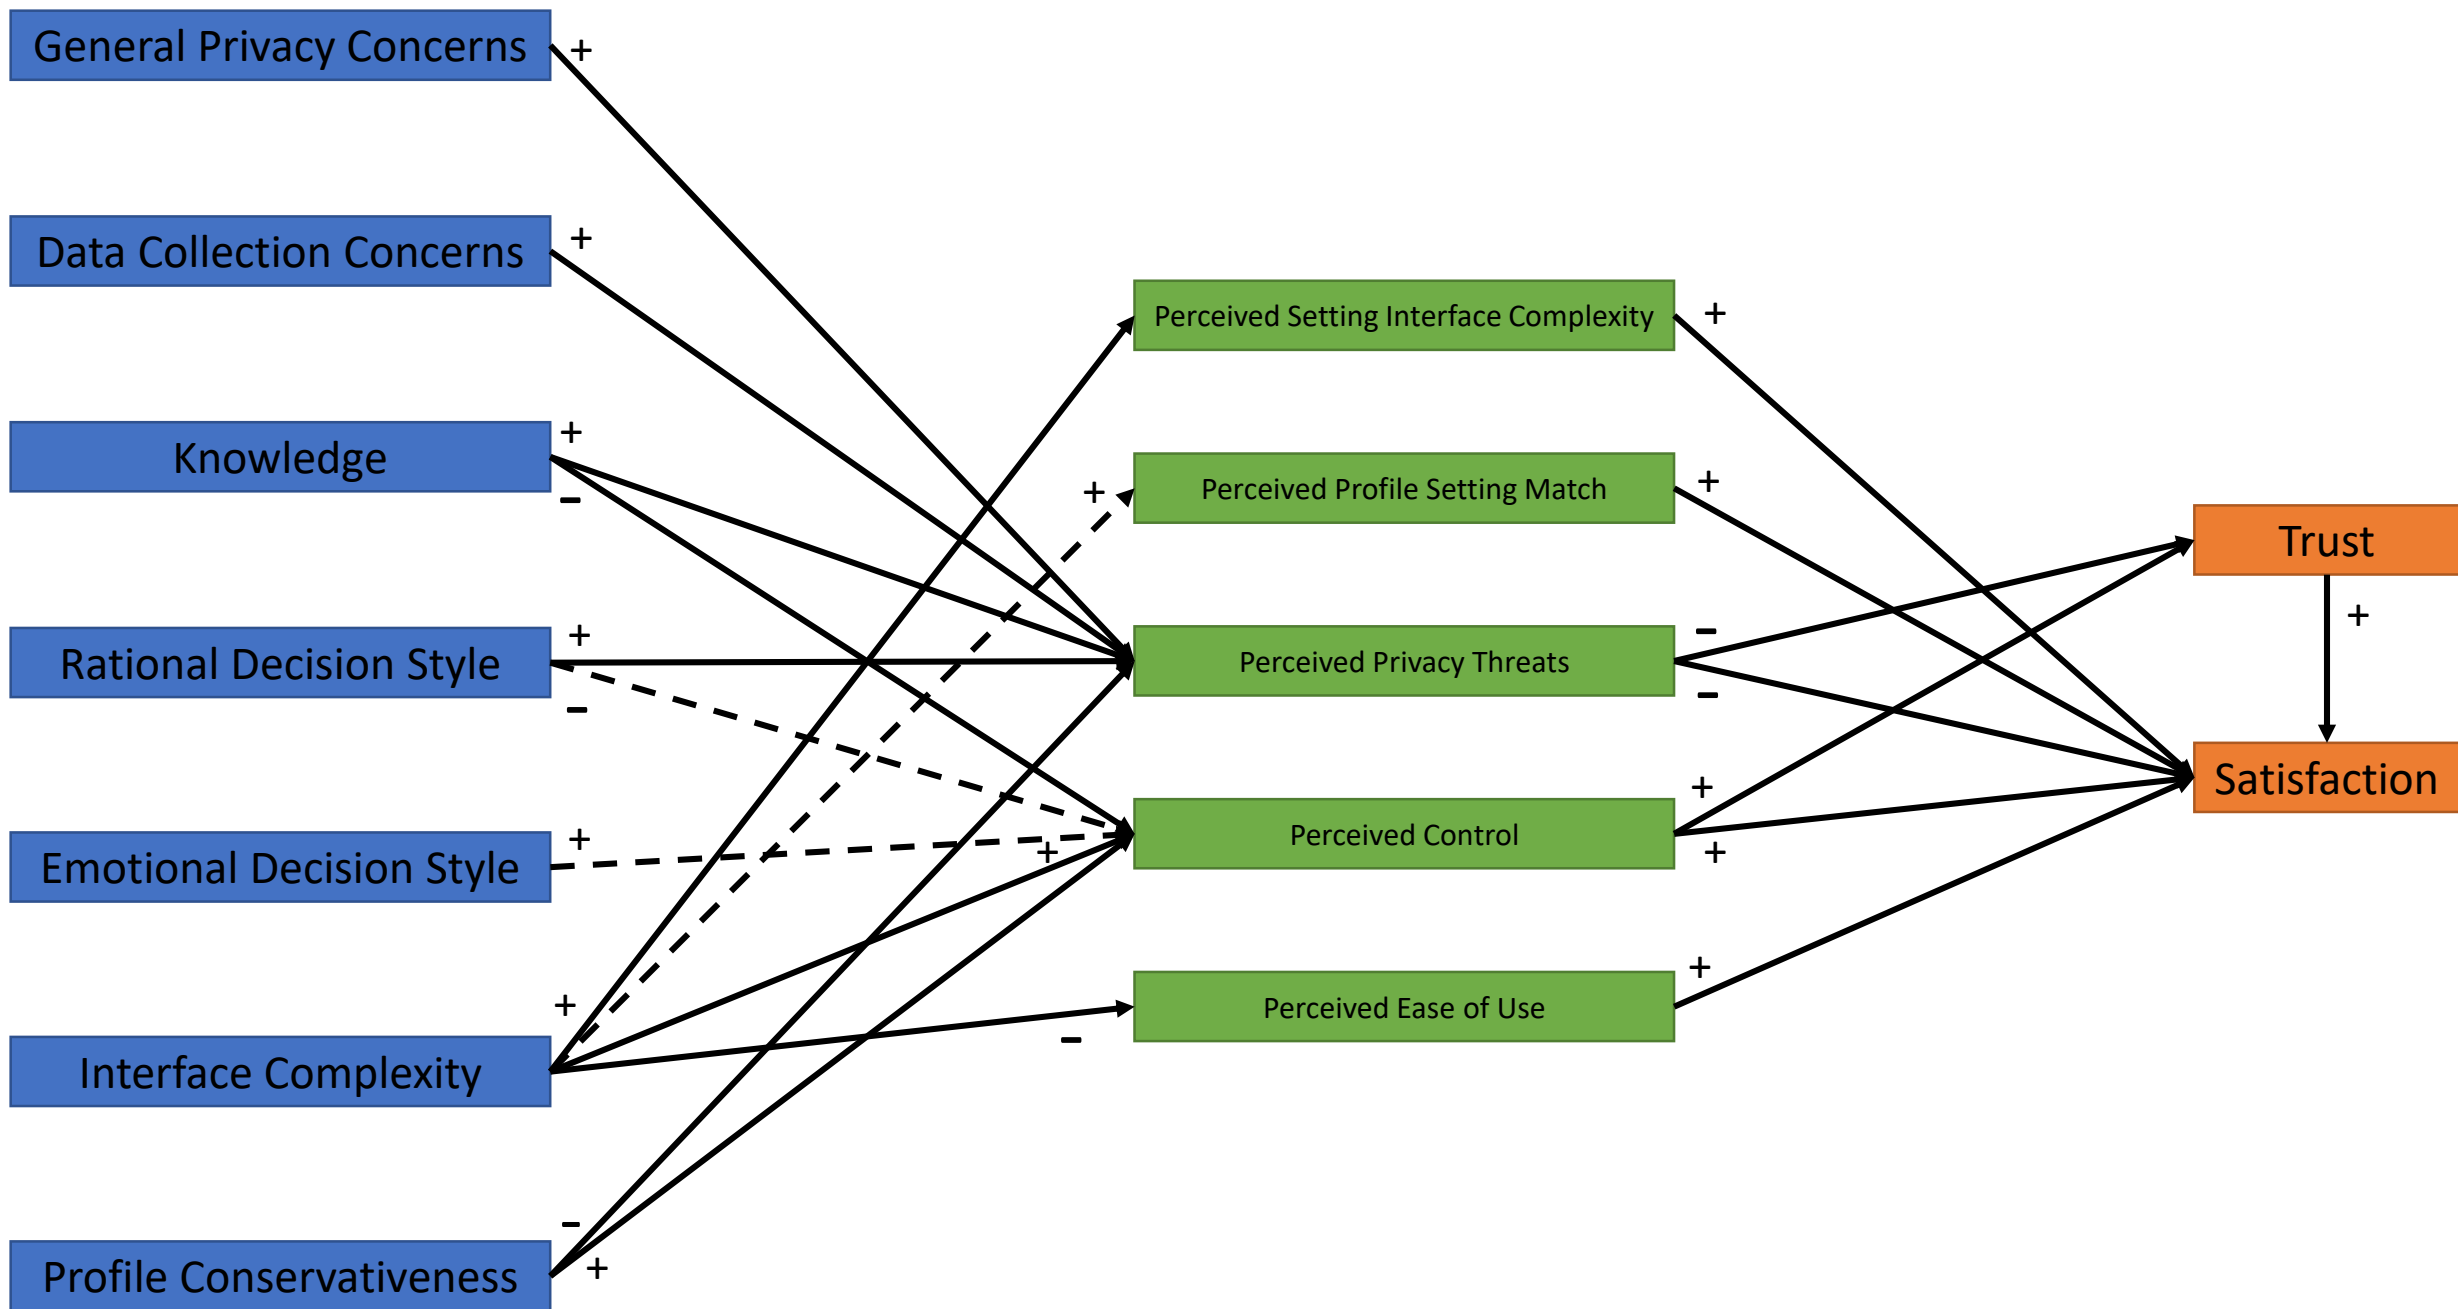 General Privacy Concerns
+
Data Collection Concerns
+
Knowledge
+
-
Rational Decision Style
+
-
Emotional Decision Style
+
Interface Complexity
+
Profile Conservativeness
-
+
Perceived Setting Interface Complexity
+
+
Perceived Profile Setting Match
+
Perceived Privacy Threats
-
-
+
Perceived Control
+
+
Perceived Ease of Use
-
+
Trust
+
Satisfaction